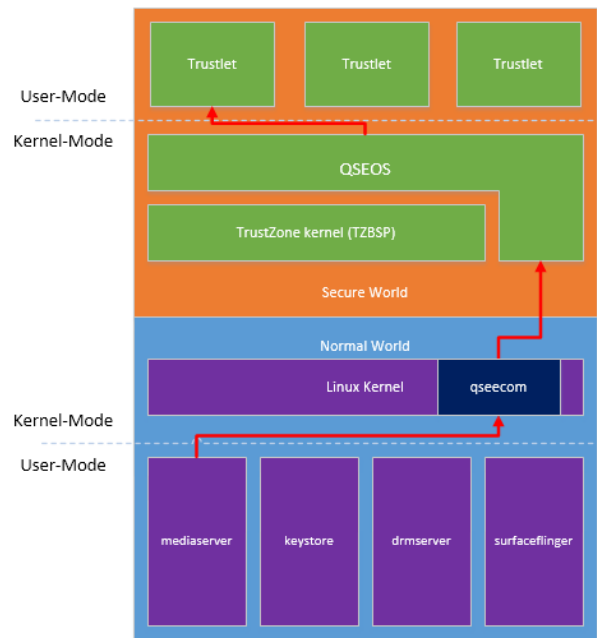 Trustlet
Trustlet
Trustlet
User-Mode
Kernel-Mode
QSEOS
TrustZone kernel (TZBSP)
Secure World
Normal World
Linux Kernel
qseecom
Kernel-Mode
User-Mode
mediaserver
keystore
drmserver
surfaceflinger